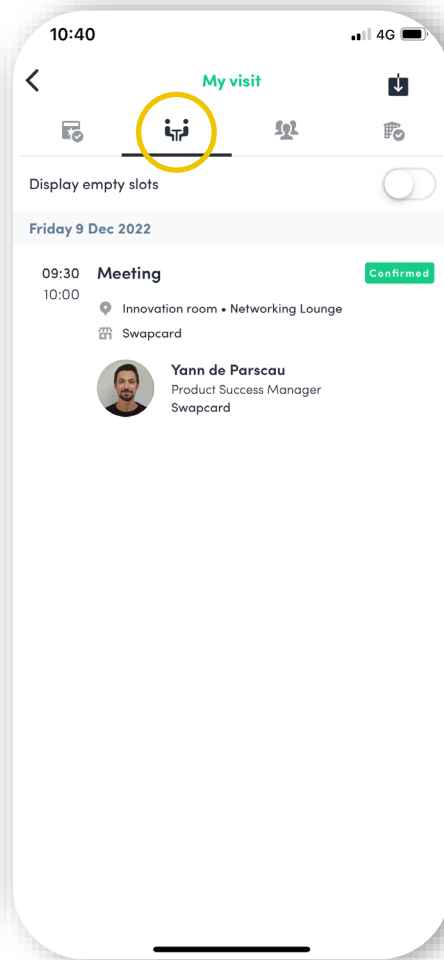 10:40
4G
My visit
Display empty slots
Friday 9 Dec 2022
09:30 Meeting Confirmed
10:00
Innovation room • Networking Lounge
Swapcard
Yann de Parscau
Product Success Manager
Swapcard